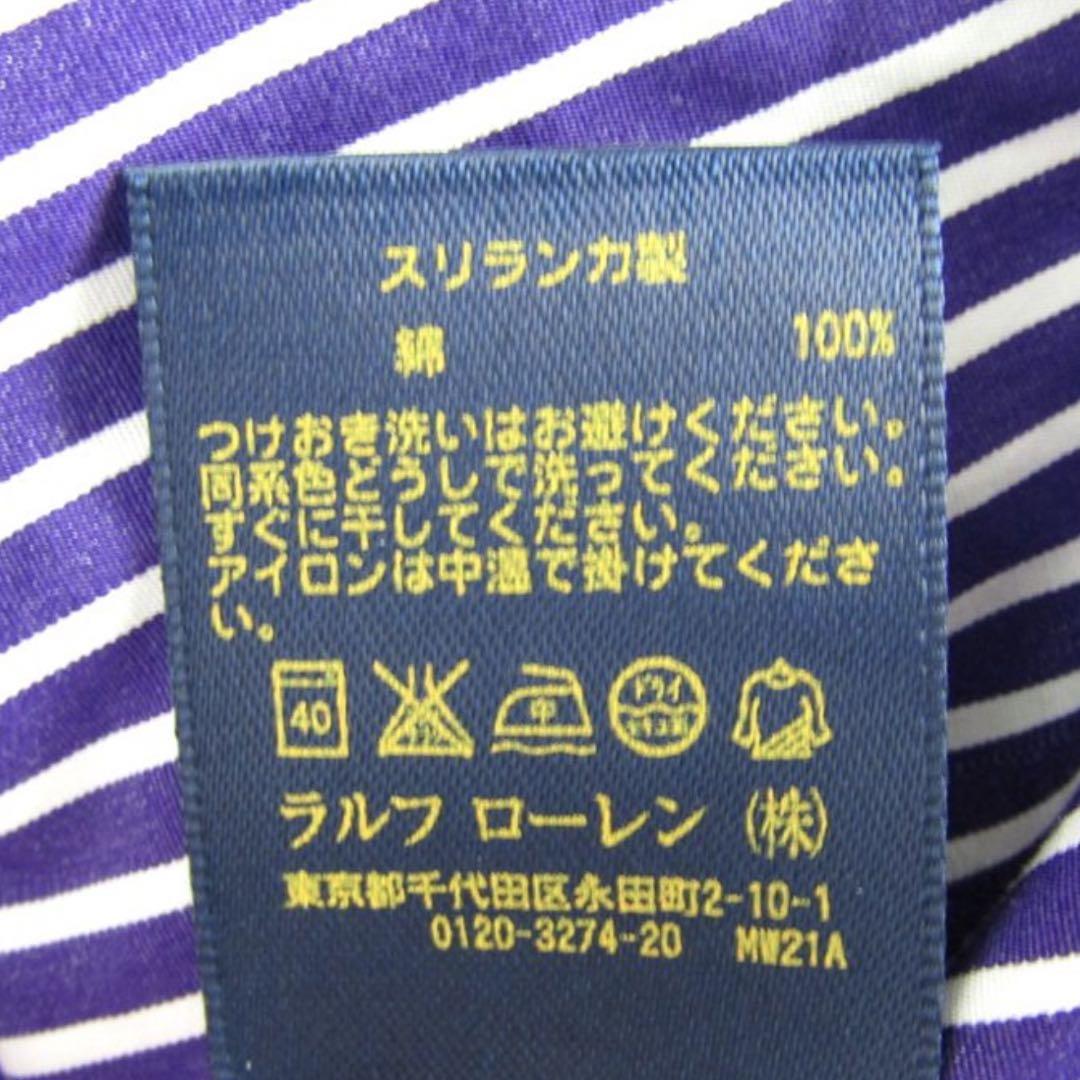 スリランカ製
綿 100%
つけおき洗いはお避けください。
同系色どうしで洗ってください。
すぐに干してください。
アイロンは中温で掛けてくださ
い。
40 中 ドライ
ラルフ ローレン (株)
東京都千代田区永田町2-10-1
0120-3274-20 MW21A